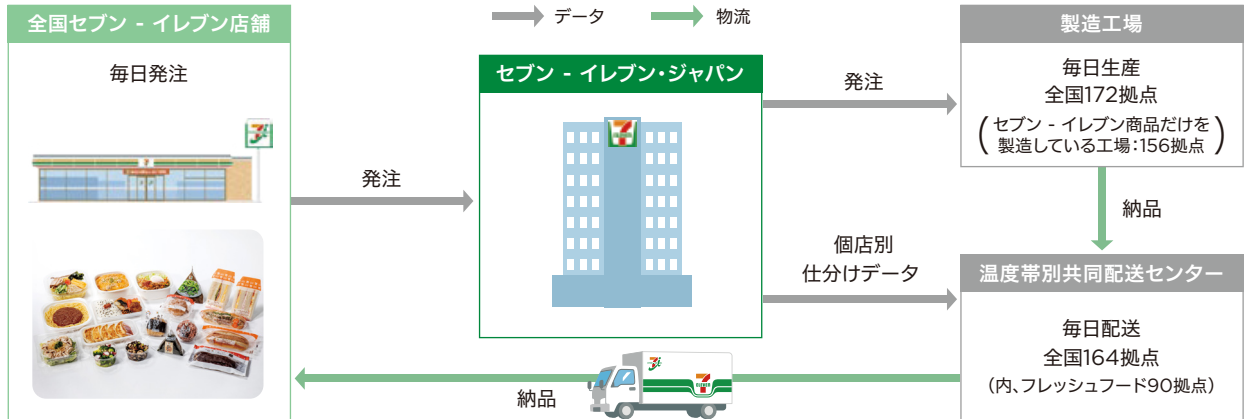 データ
物流
全国セブン - イレブン店舗
毎日発注
発注
セブン - イレブン・ジャパン
発注
個店別
仕分けデータ
製造工場
毎日生産
全国172拠点
(セブン - イレブン商品だけを
製造している工場:156拠点)
納品
温度帯別共同配送センター
毎日配送
全国164拠点
(内、フレッシュフード90拠点)
納品